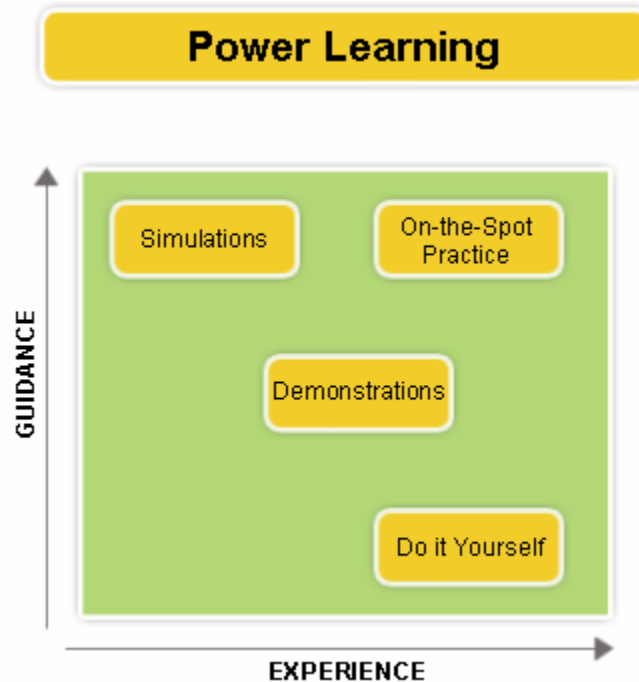 Power Learning
Simulations
On-the-Spot
Practice
Demonstrations
Do it Yourself
GUIDANCE
EXPERIENCE